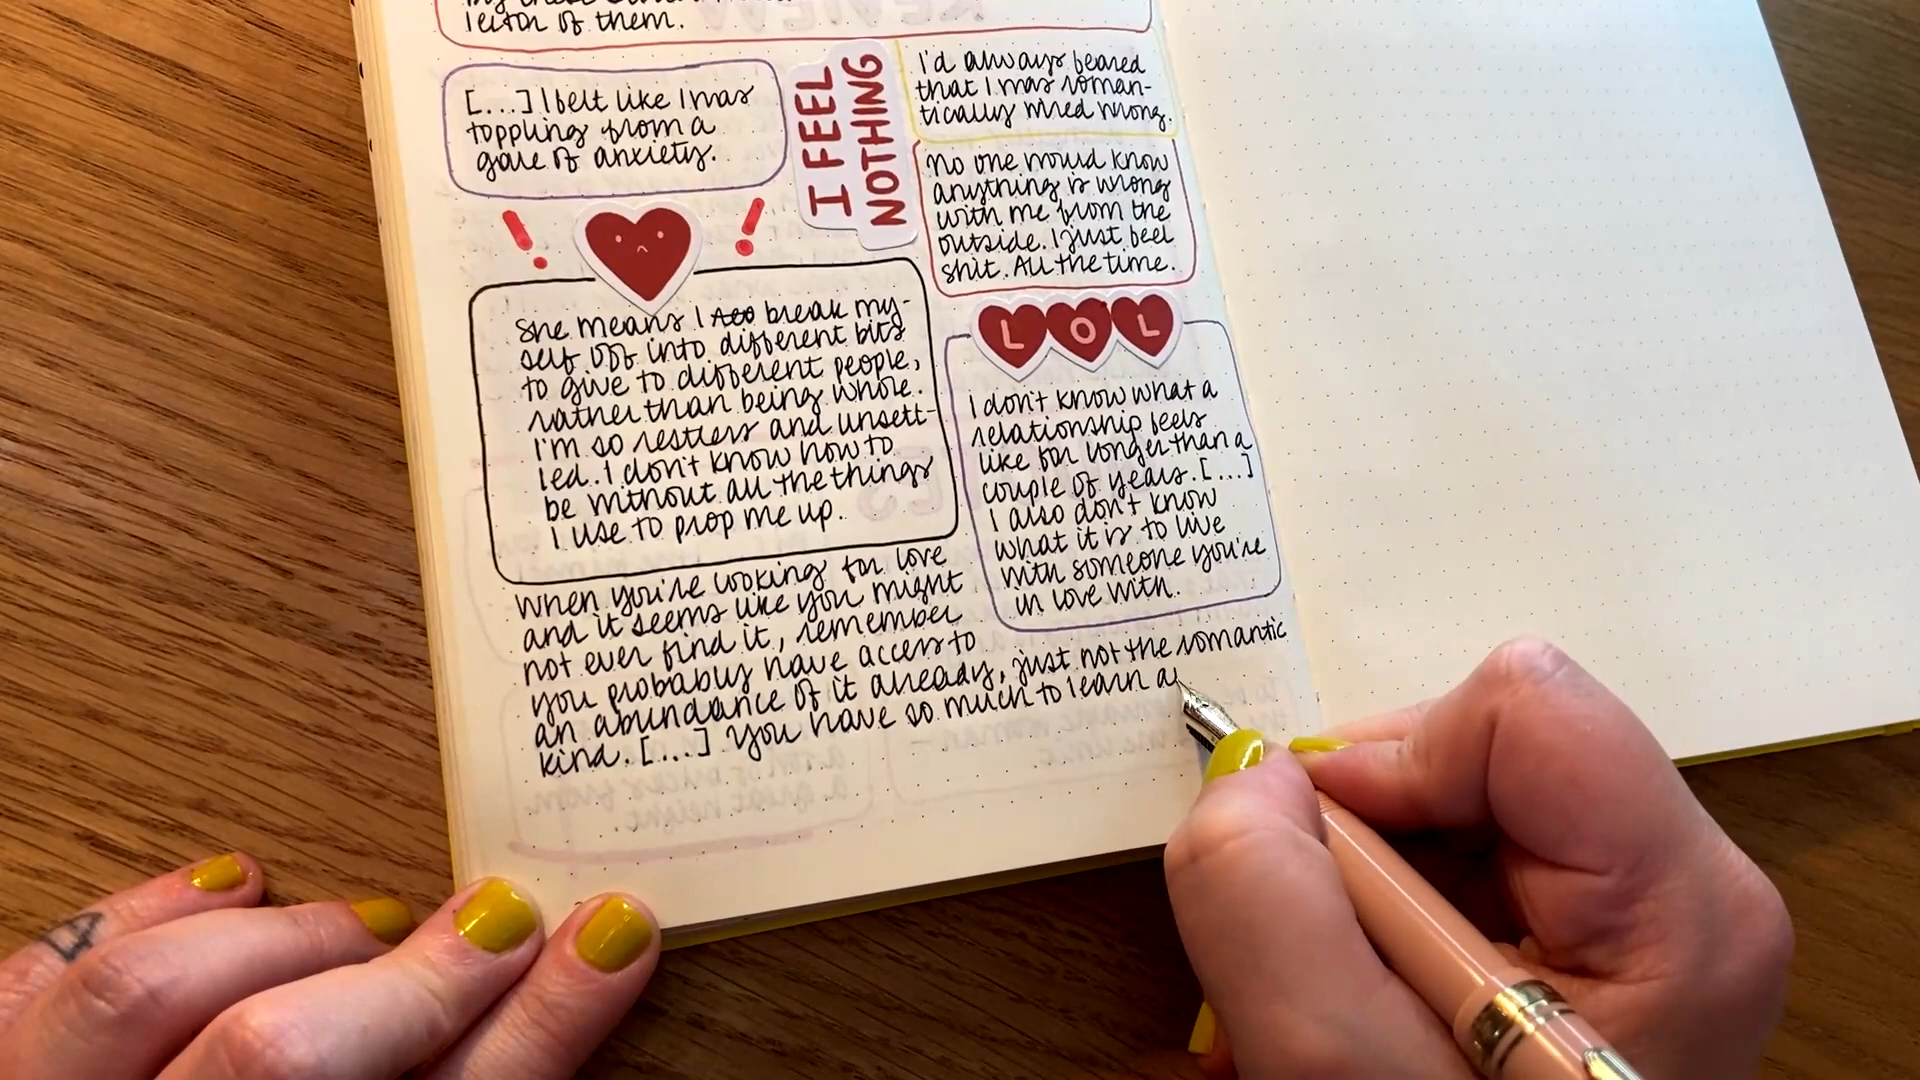 by these
letch of them.
[...] I felt like I was
toppling from a
gale of anxiety.
I FEEL
NOTHING
I'd always feared
that I was roman-
tically wired wrong.
No one would know
anything is wrong
with me from the
outside. I just feel
shit. All the time.
She means I break my-
self off into different bits
to give to different people,
rather than being whole.
I'm so restless and unsett-
led. I don't know how to
be without all the things
I use to prop me up.
L O L
I don't know what a
relationship feels
like for longer than a
couple of years. [...]
I also don't know
what it is to live
with someone you're
in love with.
When you're looking for love
and it seems like you might
not ever find it, remember
you probably have access to
an abundance of it already, just not the romantic
kind. [...] You have so much to learn